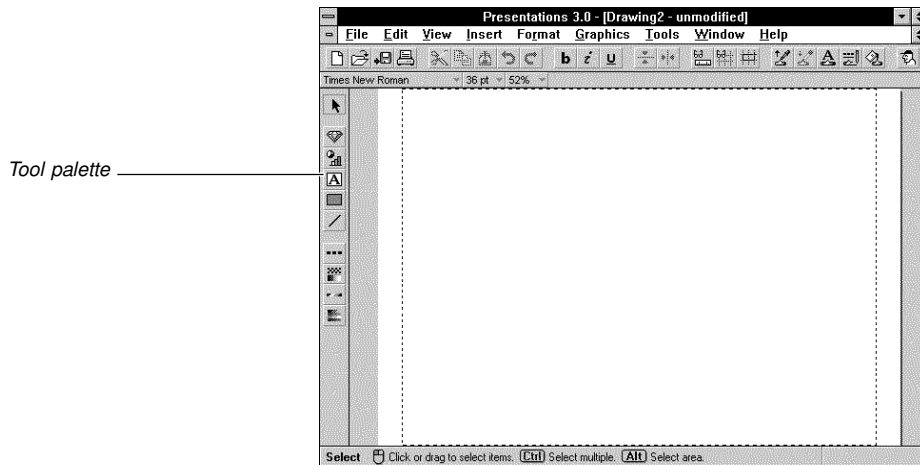 Presentations 3.0 - [Drawing2 - unmodified]
File Edit View Insert Format Graphics Tools Window Help
b i u A
Times New Roman 36 pt 52%
Tool palette
A
Select Click or drag to select items. Ctrl Select multiple. Alt Select area.